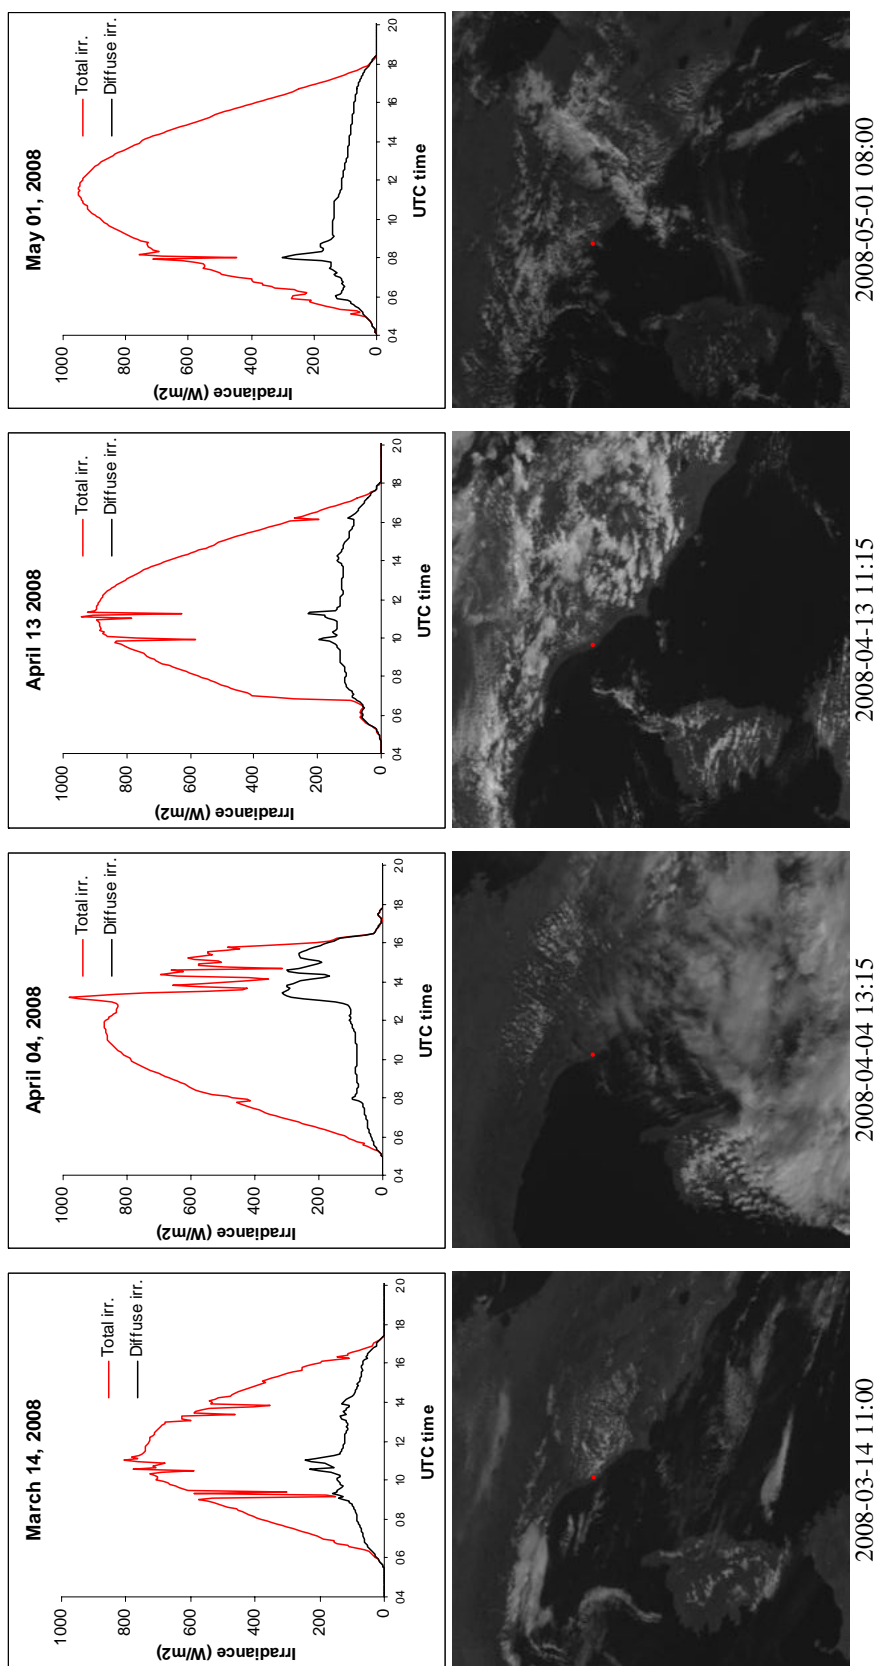 March 14, 2008
Total irr.
Diffuse irr.
Irradiance (W/m2)
1000
800
600
400
200
0
04 06 08 10 12 14 16 18 20
UTC time
April 04, 2008
Total irr.
Diffuse irr.
Irradiance (W/m2)
1000
800
600
400
200
0
04 06 08 10 12 14 16 18 20
UTC time
April 13 2008
Total irr.
Diffuse irr.
Irradiance (W/m2)
1000
800
600
400
200
0
04 06 08 10 12 14 16 18 20
UTC time
May 01, 2008
Total irr.
Diffuse irr.
Irradiance (W/m2)
1000
800
600
400
200
0
04 06 08 10 12 14 16 18 20
UTC time
2008-03-14 11:00
2008-04-04 13:15
2008-04-13 11:15
2008-05-01 08:00